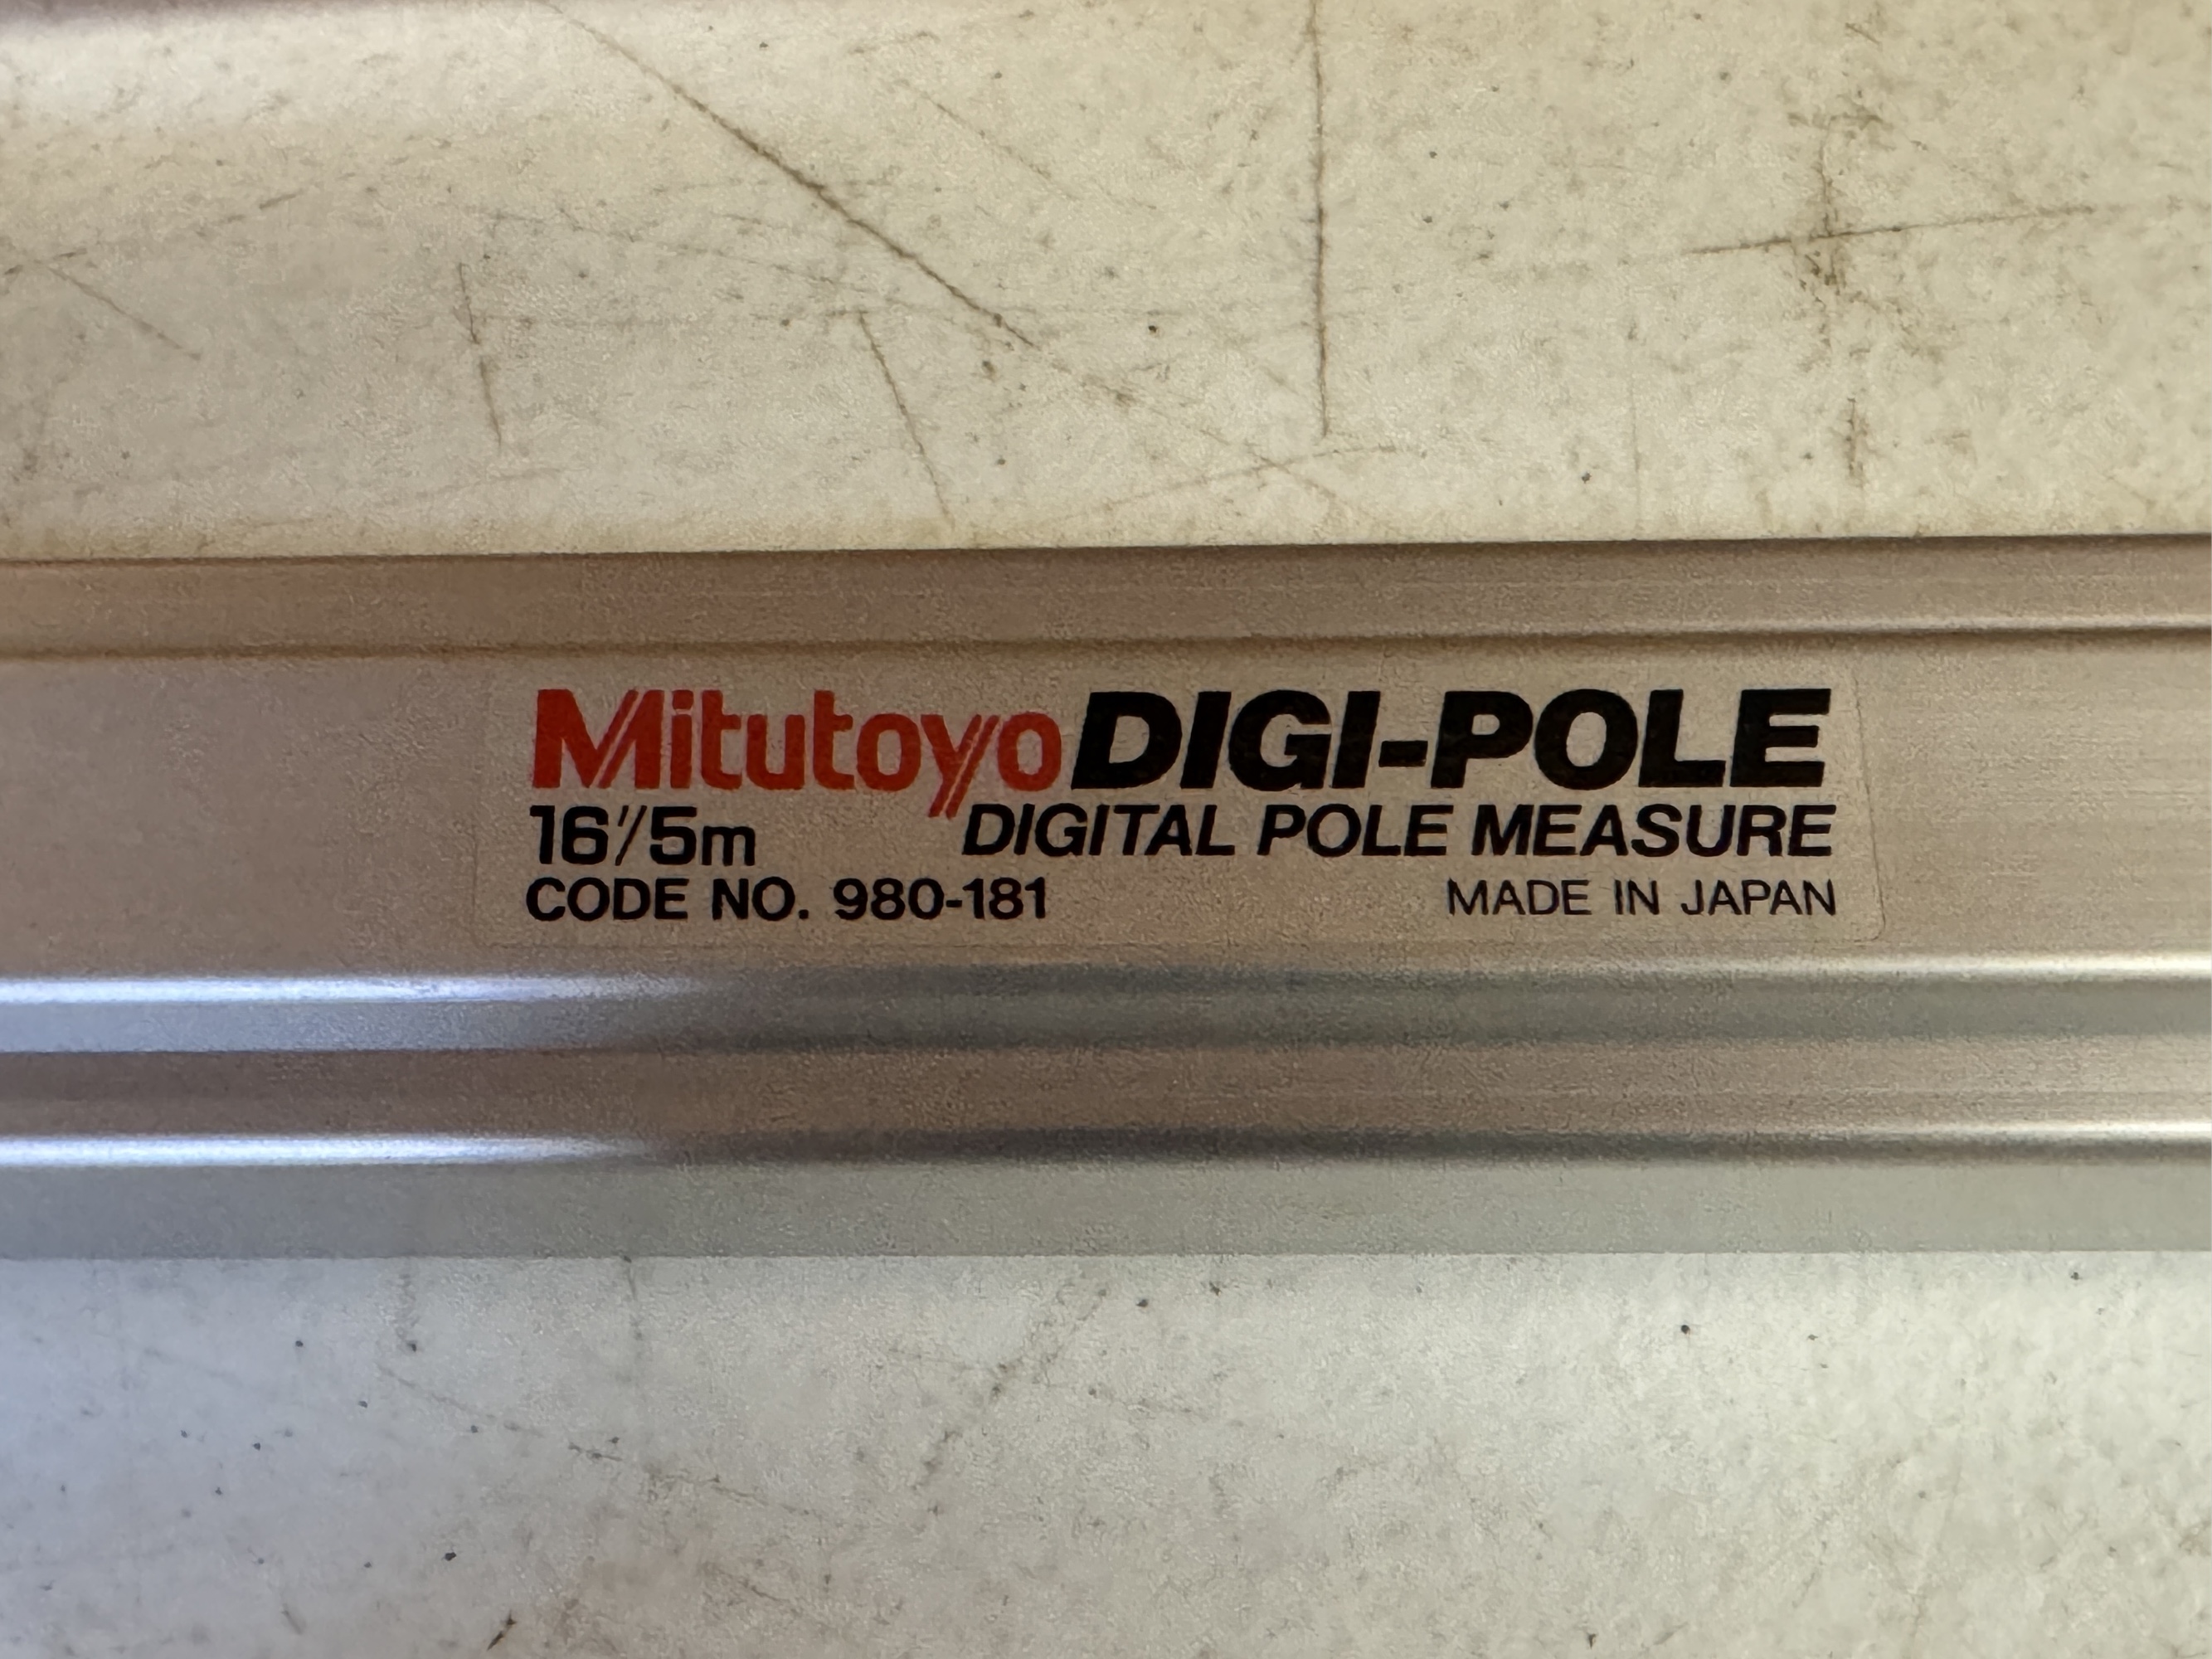 Mitutoyo DIGI-POLE
16'/5m DIGITAL POLE MEASURE
CODE NO. 980-181 MADE IN JAPAN